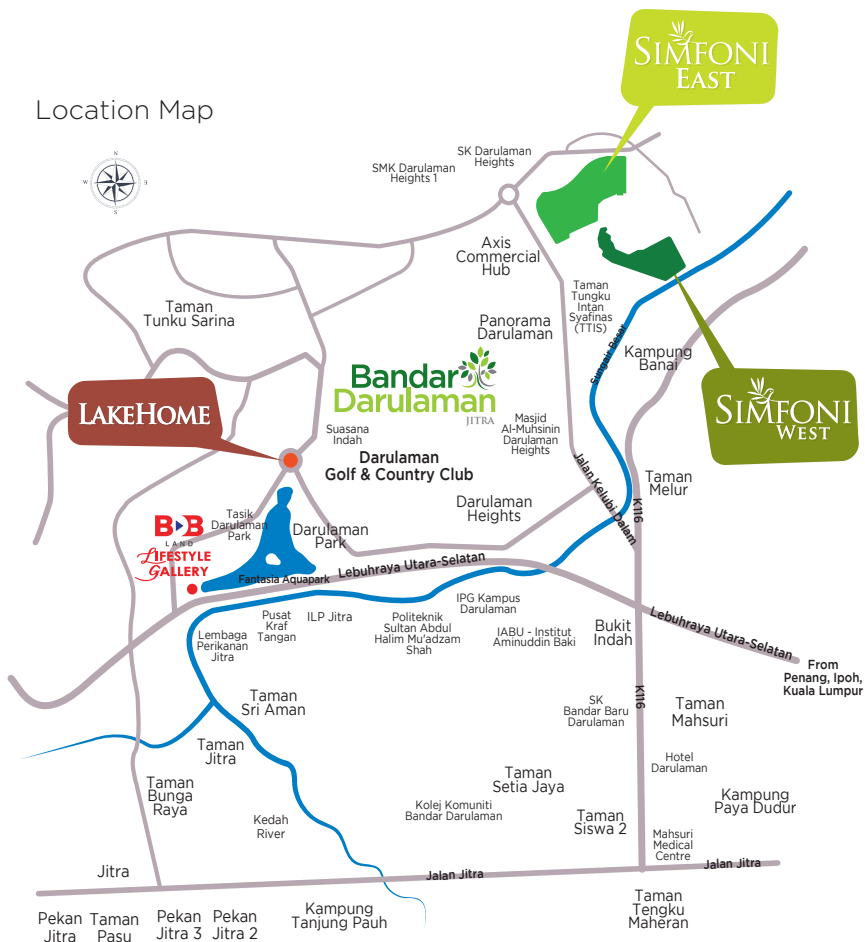 SIMFONI
EAST
Location Map
N
W
E
S
SK Darulaman
Heights
SMK Darulaman
Heights 1
Axis
Commercial
Hub
Taman
Tungku
Intan
Syafinas
(TTIS)
Taman
Tunku Sarina
Panorama
Darulaman
Sungair Besar
Kampung
Banal
Bandar
Darulaman
JITRA
LAKEHOME
SIMFONI
WEST
Suasana
Indah
Masjid
Al-Muhsinin
Darulaman
Heights
Darulaman
Golf & Country Club
Jalan Kelubi Dalam
Taman
Melur
K116
Darulaman
Heights
Tasik
Darulaman
Park
Darulaman
Park
BDB
LAND
LIFESTYLE
GALLERY
Fantasia Aquapark
Lebuhraya Utara-Selatan
Lembaga
Perikanan
Jitra
Pusat
Kraf
Tangan
ILP Jitra
Politeknik
Sultan Abdul
Halim Mu'adzam
Shah
IPG Kampus
Darulaman
IABU - Institut
Aminuddin Baki
Bukit
Indah
Lebuhraya Utara-Selatan
From
Penang, Ipoh,
Kuala Lumpur
Taman
Sri Aman
K116
SK
Bandar Baru
Darulaman
Taman
Mahsuri
Taman
Jitra
Hotel
Darulaman
Taman
Bunga
Raya
Taman
Setia Jaya
Kampung
Paya Dudur
Kedah
River
Kolej Komuniti
Bandar Darulaman
Taman
Siswa 2
Mahsuri
Medical
Centre
Jitra
Jalan Jitra
Jalan Jitra
Pekan
Jitra
Taman
Pasu
Pekan
Jitra 3
Pekan
Jitra 2
Kampung
Tanjung Pauh
Taman
Tengku
Maheran